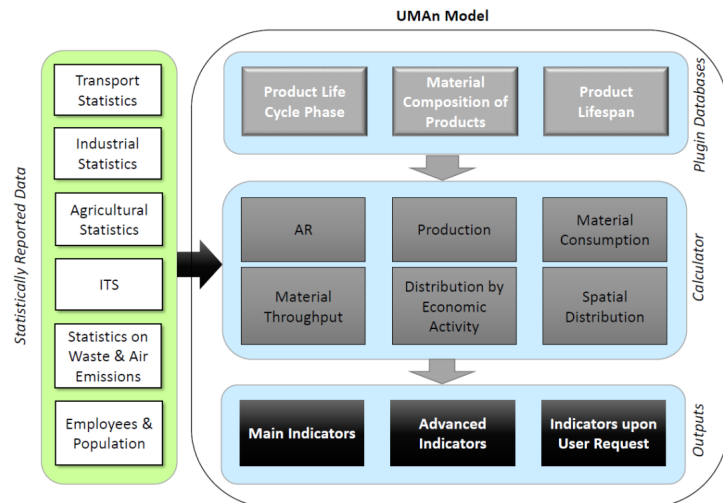 UMAn Model
Statistically Reported Data
Transport
Statistics
Industrial
Statistics
Agricultural
Statistics
ITS
Statistics on
Waste & Air
Emissions
Employees &
Population
Product Life
Cycle Phase
Material
Composition of
Products
Product
Lifespan
Plugin Databases
AR
Production
Material
Consumption
Material
Throughput
Distribution by
Economic
Activity
Spatial
Distribution
Calculator
Main Indicators
Advanced
Indicators
Indicators upon
User Request
Outputs